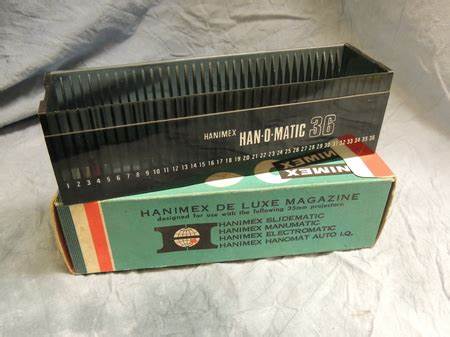 HANIMEX HAN-O-MATIC 36
1 2 3 4 5 6 7 8 9 10 11 12 13 14 15 16 17 18 19 20 21 22 23 24 25 26 27 28 29 30 31 32 33 34 35 36
NIMEX
NIMEX
HANIMEX DE LUXE MAGAZINE
designed for use with the following 35mm projectors.
HANIMEX SLIDEMATIC
HANIMEX MANUMATIC
HANIMEX ELECTROMATIC
HANIMEX HANOMAT AUTO I.Q.